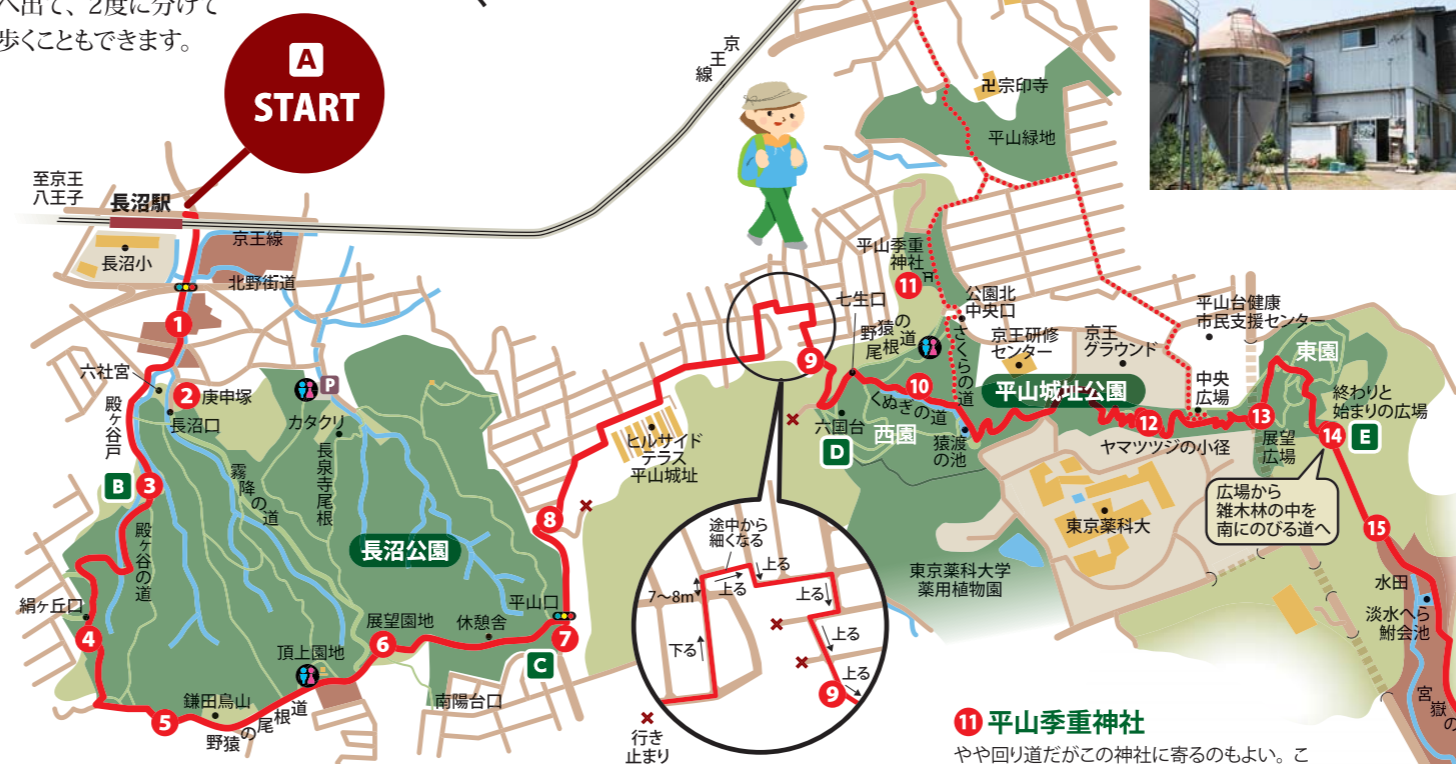 へ出て、2度に分けて
歩くこともできます。
A
START
京王線
卍宗印寺
平山緑地
至京王
八王子
長沼駅
京王線
長沼小
北野街道
1
六社宮
2 庚申塚
長沼口
P
カタクリ
殿ヶ谷戸
B
3
霧降の道
長泉寺尾根
殿ヶ谷の道
長沼公園
絹ヶ丘口
4
5
鎌田鳥山
野猿の尾根道
頂上園地
展望園地
6
休憩舎
平山口
7
C
南陽台口
8
ヒルサイド
テラス
平山城址
9
七生口
野猿の
尾根道
平山季重
神社
11
公園北
中央口
さくらの道
京王研修
センター
京王
グラウンド
平山台健康
市民支援センター
10
くぬぎの道
六国台
D
西園
猿渡
の池
平山城址公園
12
ヤマツツジの小径
中央
広場
東園
13
展望
広場
終わりと
始まりの広場
14
E
広場から
雑木林の中を
南にのびる道へ
15
水田
淡水へら
鮒会池
宮嶽の
東京薬科大
東京薬科大学
薬用植物園
途中から
細くなる
7〜8m
上る
上る
上る
下る
上る
上る
9
×
行き
止まり
11 平山季重神社
やや回り道だがこの神社に寄るのもよい。こ